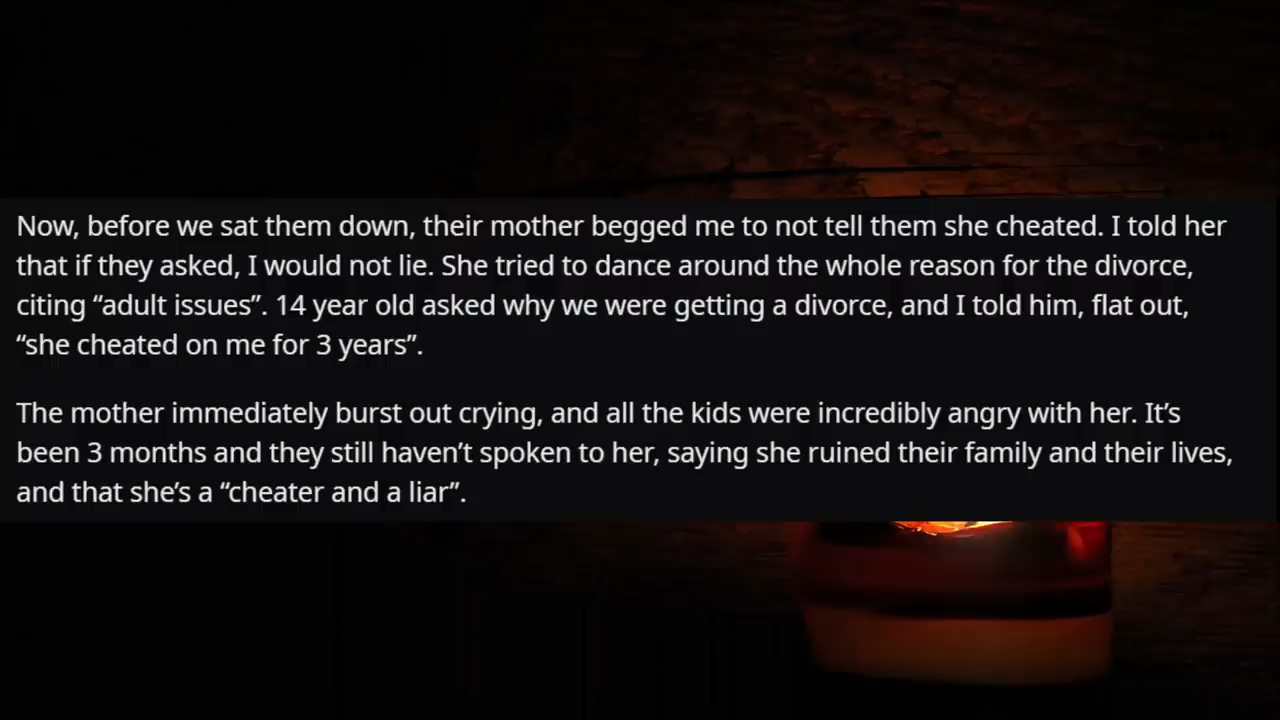 Now, before we sat them down, their mother begged me to not tell them she cheated. I told her
that if they asked, I would not lie. She tried to dance around the whole reason for the divorce,
citing “adult issues”. 14 year old asked why we were getting a divorce, and I told him, flat out,
“she cheated on me for 3 years”.
The mother immediately burst out crying, and all the kids were incredibly angry with her. It’s
been 3 months and they still haven’t spoken to her, saying she ruined their family and their lives,
and that she’s a “cheater and a liar”.